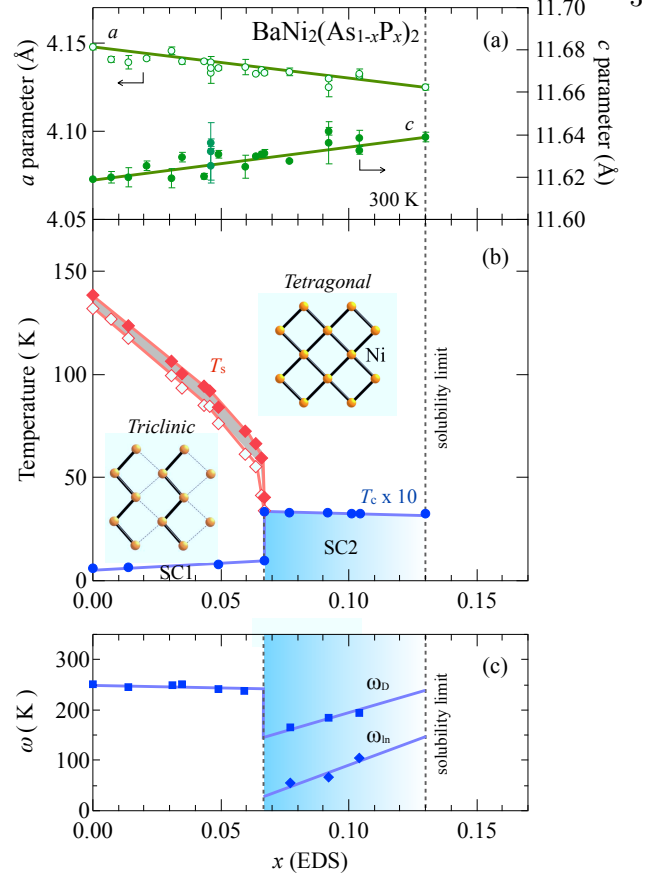 BaNi2(As1-xP x)2
(a)
a
c
300 K
4.15
4.10
4.05
a parameter (Å)
11.70
11.68
11.66
11.64
11.62
11.60
c parameter (Å)
(b)
Tetragonal
Ni
Ts
Triclinic
Tc x 10
SC1
SC2
solubility limit
150
100
50
0
Temperature ( K )
0.00
0.05
0.10
0.15
(c)
ωD
ωln
solubility limit
300
200
100
0
ω ( K )
0.00
0.05
0.10
0.15
x (EDS)